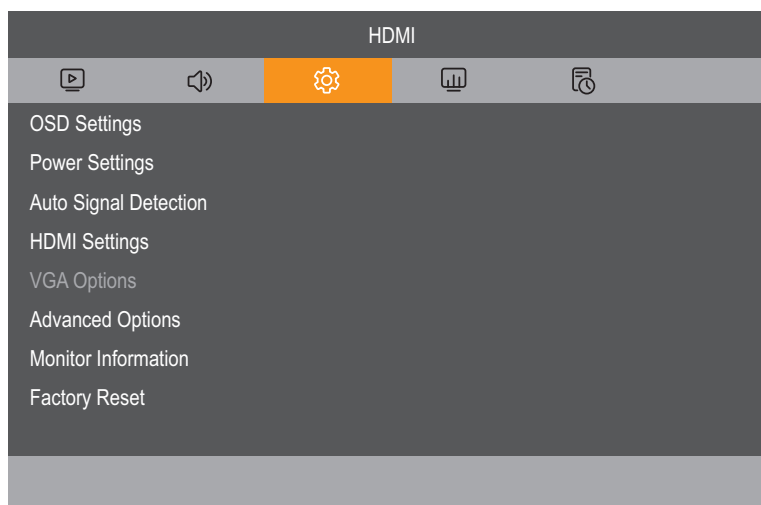 HDMI
OSD Settings
Power Settings
Auto Signal Detection
HDMI Settings
VGA Options
Advanced Options
Monitor Information
Factory Reset